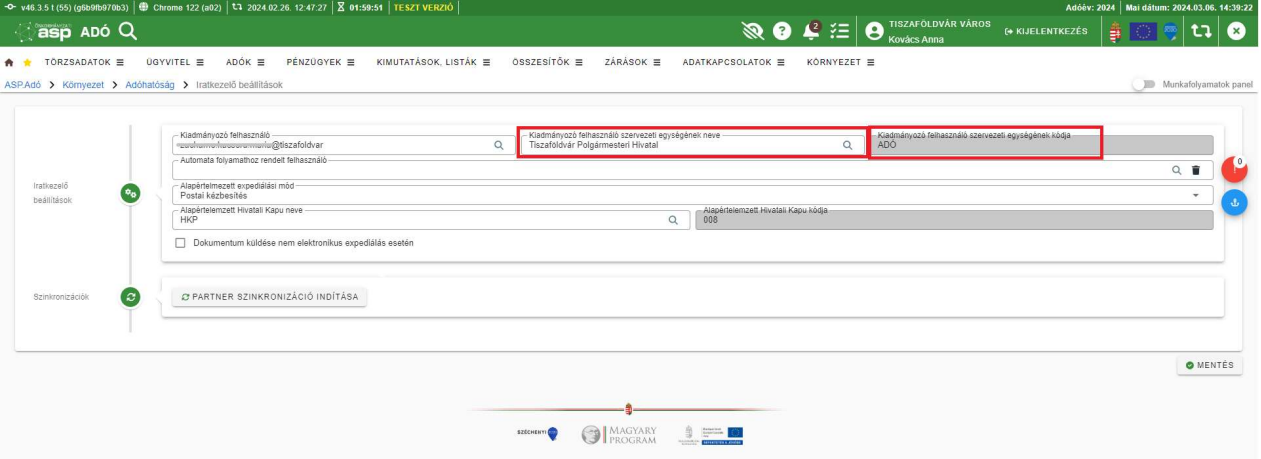 v46.3.5 t (55) (g6b9fb970b3) Chrome 122 (a02) 2024.02.26. 12:47:27 01:59:51 TESZT VERZIÓ Adóév: 2024 Mai dátum: 2024.03.06. 14:39:22
asp ADÓ 2 TISZAFÖLDVÁR VÁROS
Kovács Anna KIJELENTKEZÉS
TÖRZSADATOK ÜGYVITEL ADÓK PÉNZÜGYEK KIMUTATÁSOK, LISTÁK ÖSSZESÍTŐK ZÁRÁSOK ADATKAPCSOLATOK KÖRNYEZET
ASP.Adó > Környezet > Adóhatóság > Iratkezelő beállítások Munkafolyamatok panel
Kiadmányozó felhasználó Kiadmányozó felhasználó szervezeti egységének neve Kiadmányozó felhasználó szervezeti egységének kódja
@tiszafoldvar Tiszaföldvár Polgármesteri Hivatal ADÓ
Automata folyamathoz rendelt felhasználó
0
Iratkezelő
beállítások
Alapértelmezett expediálási mód
Postai kézbesítés
Alapértelemzett Hivatali Kapu neve Alapértelemzett Hivatali Kapu kódja
HKP 008
Dokumentum küldése nem elektronikus expediálás esetén
Szinkronizációk PARTNER SZINKRONIZÁCIÓ INDÍTÁSA
MENTÉS
SZÉCHENYI MAGYARY
PROGRAM